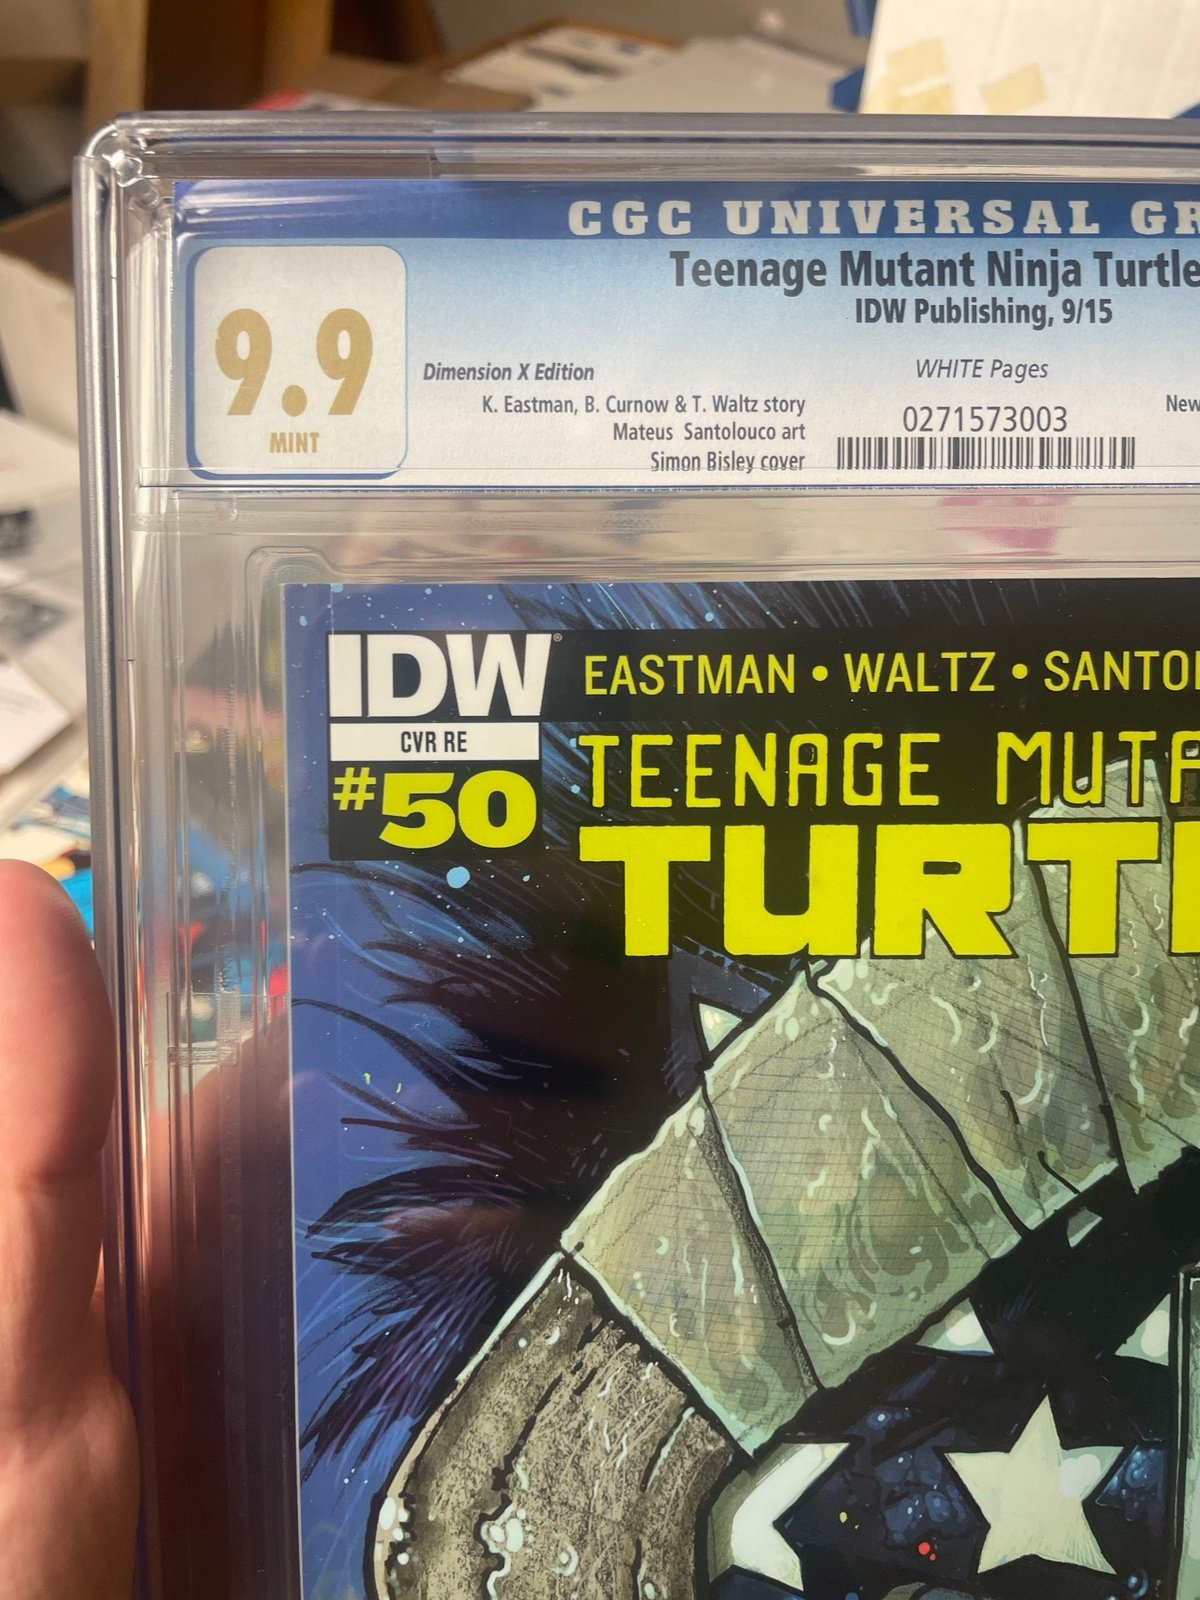 CGC UNIVERSAL GR
Teenage Mutant Ninja Turtle
IDW Publishing, 9/15
9.9
MINT
Dimension X Edition
WHITE Pages
K. Eastman, B. Curnow & T. Waltz story
Mateus Santolouco art
Simon Bisley cover
0271573003
New
IDW®
CVR RE
#50
EASTMAN • WALTZ • SANTO
TEENAGE MUTA
TURTL